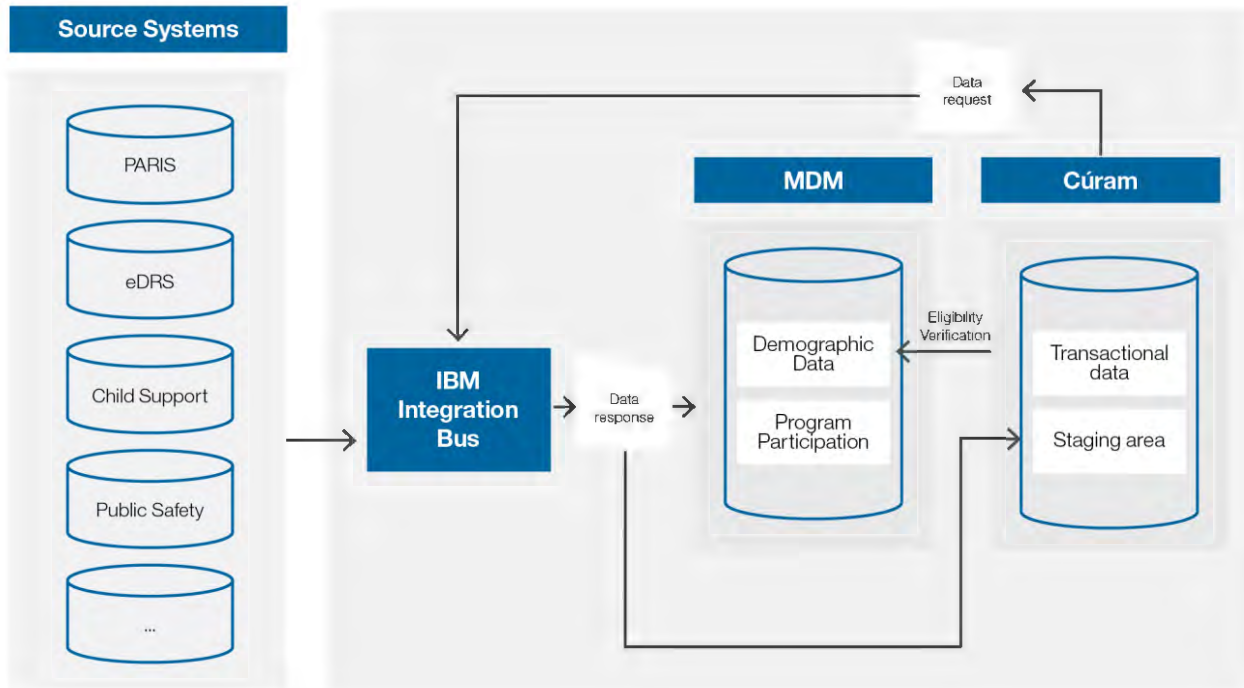 Source Systems
PARIS
eDRS
Child Support
Public Safety
...
IBM
Integration
Bus
Data
response
Data
request
MDM
Demographic
Data
Program
Participation
Eligibility
Verification
Cúram
Transactional
data
Staging area